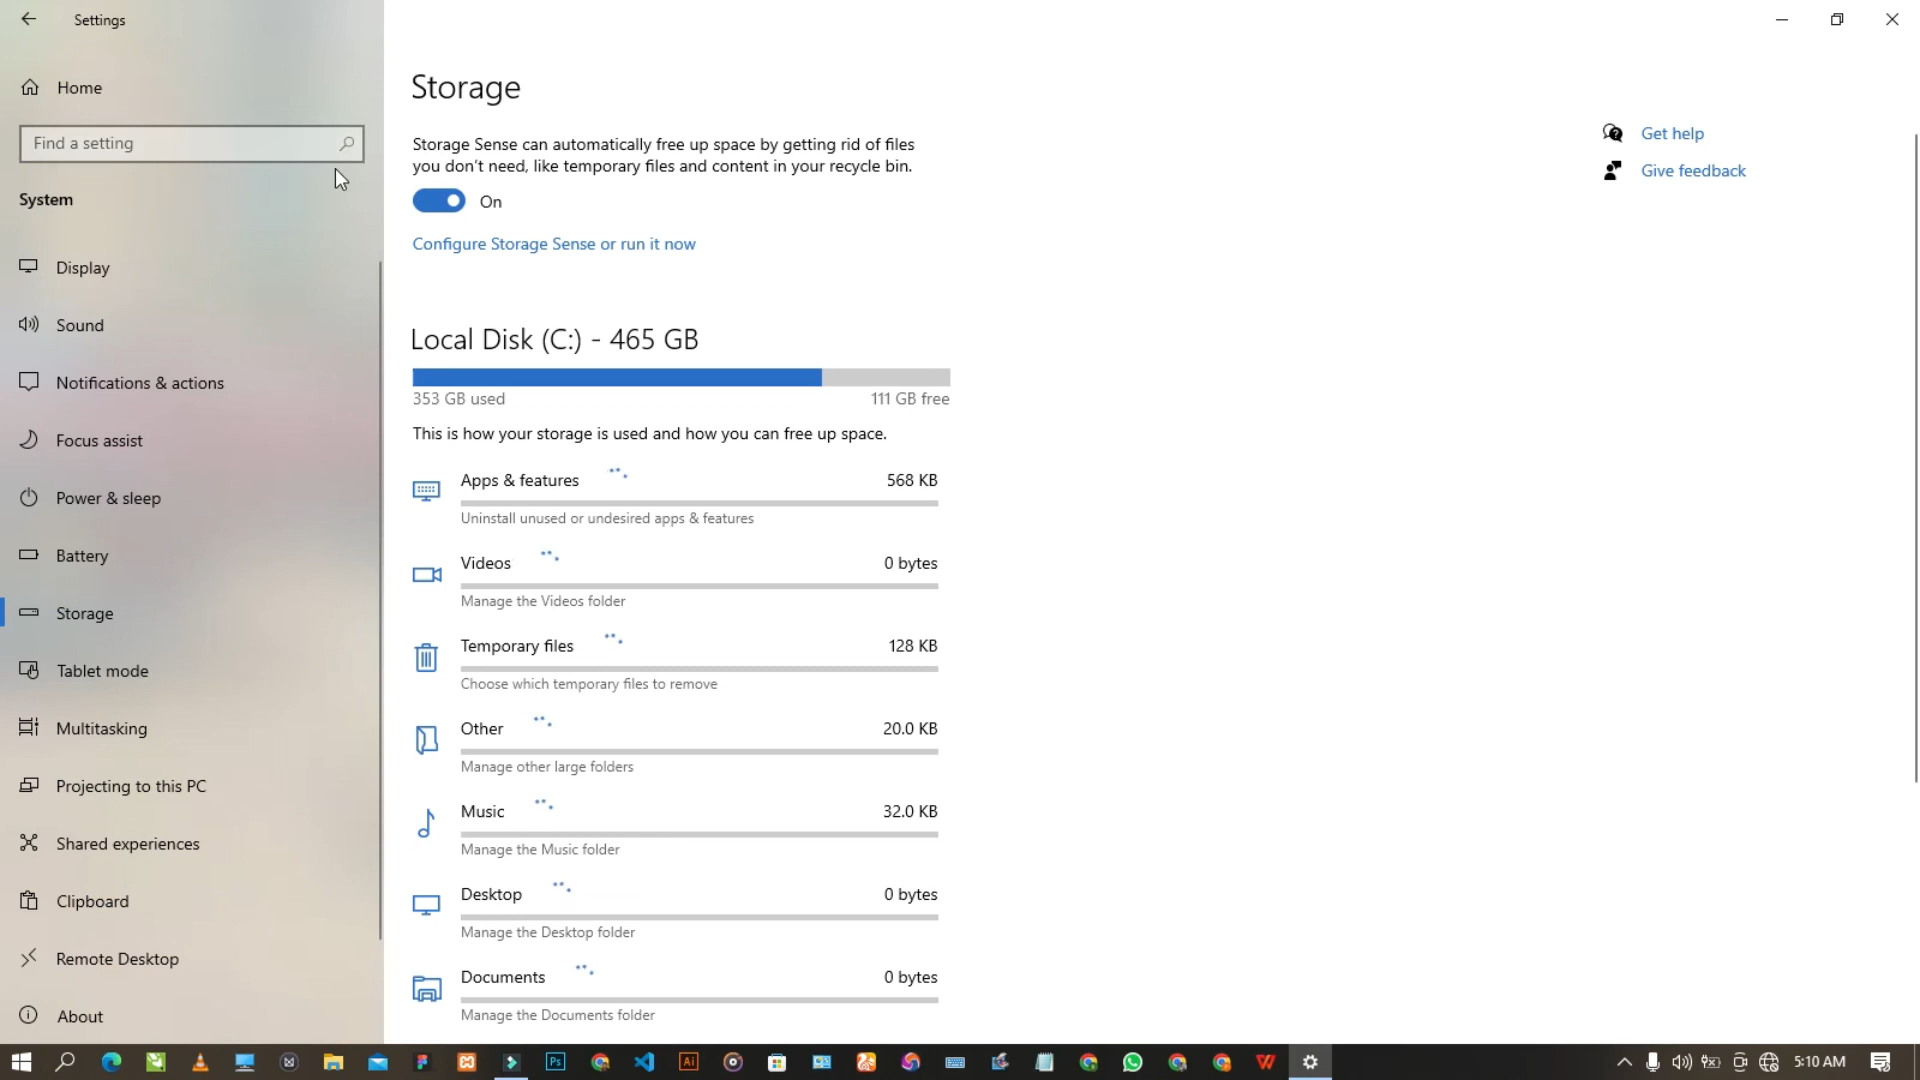 Settings
Home
Find a setting
System
Display
Sound
Notifications & actions
Focus assist
Power & sleep
Battery
Storage
Tablet mode
Multitasking
Projecting to this PC
Shared experiences
Clipboard
Remote Desktop
About
Storage
Storage Sense can automatically free up space by getting rid of files
you don't need, like temporary files and content in your recycle bin.
On
Configure Storage Sense or run it now
Local Disk (C:) - 465 GB
353 GB used 111 GB free
This is how your storage is used and how you can free up space.
Apps & features 568 KB
Uninstall unused or undesired apps & features
Videos 0 bytes
Manage the Videos folder
Temporary files 128 KB
Choose which temporary files to remove
Other 20.0 KB
Manage other large folders
Music 32.0 KB
Manage the Music folder
Desktop 0 bytes
Manage the Desktop folder
Documents 0 bytes
Manage the Documents folder
Get help
Give feedback
Ps
Ai
5:10 AM